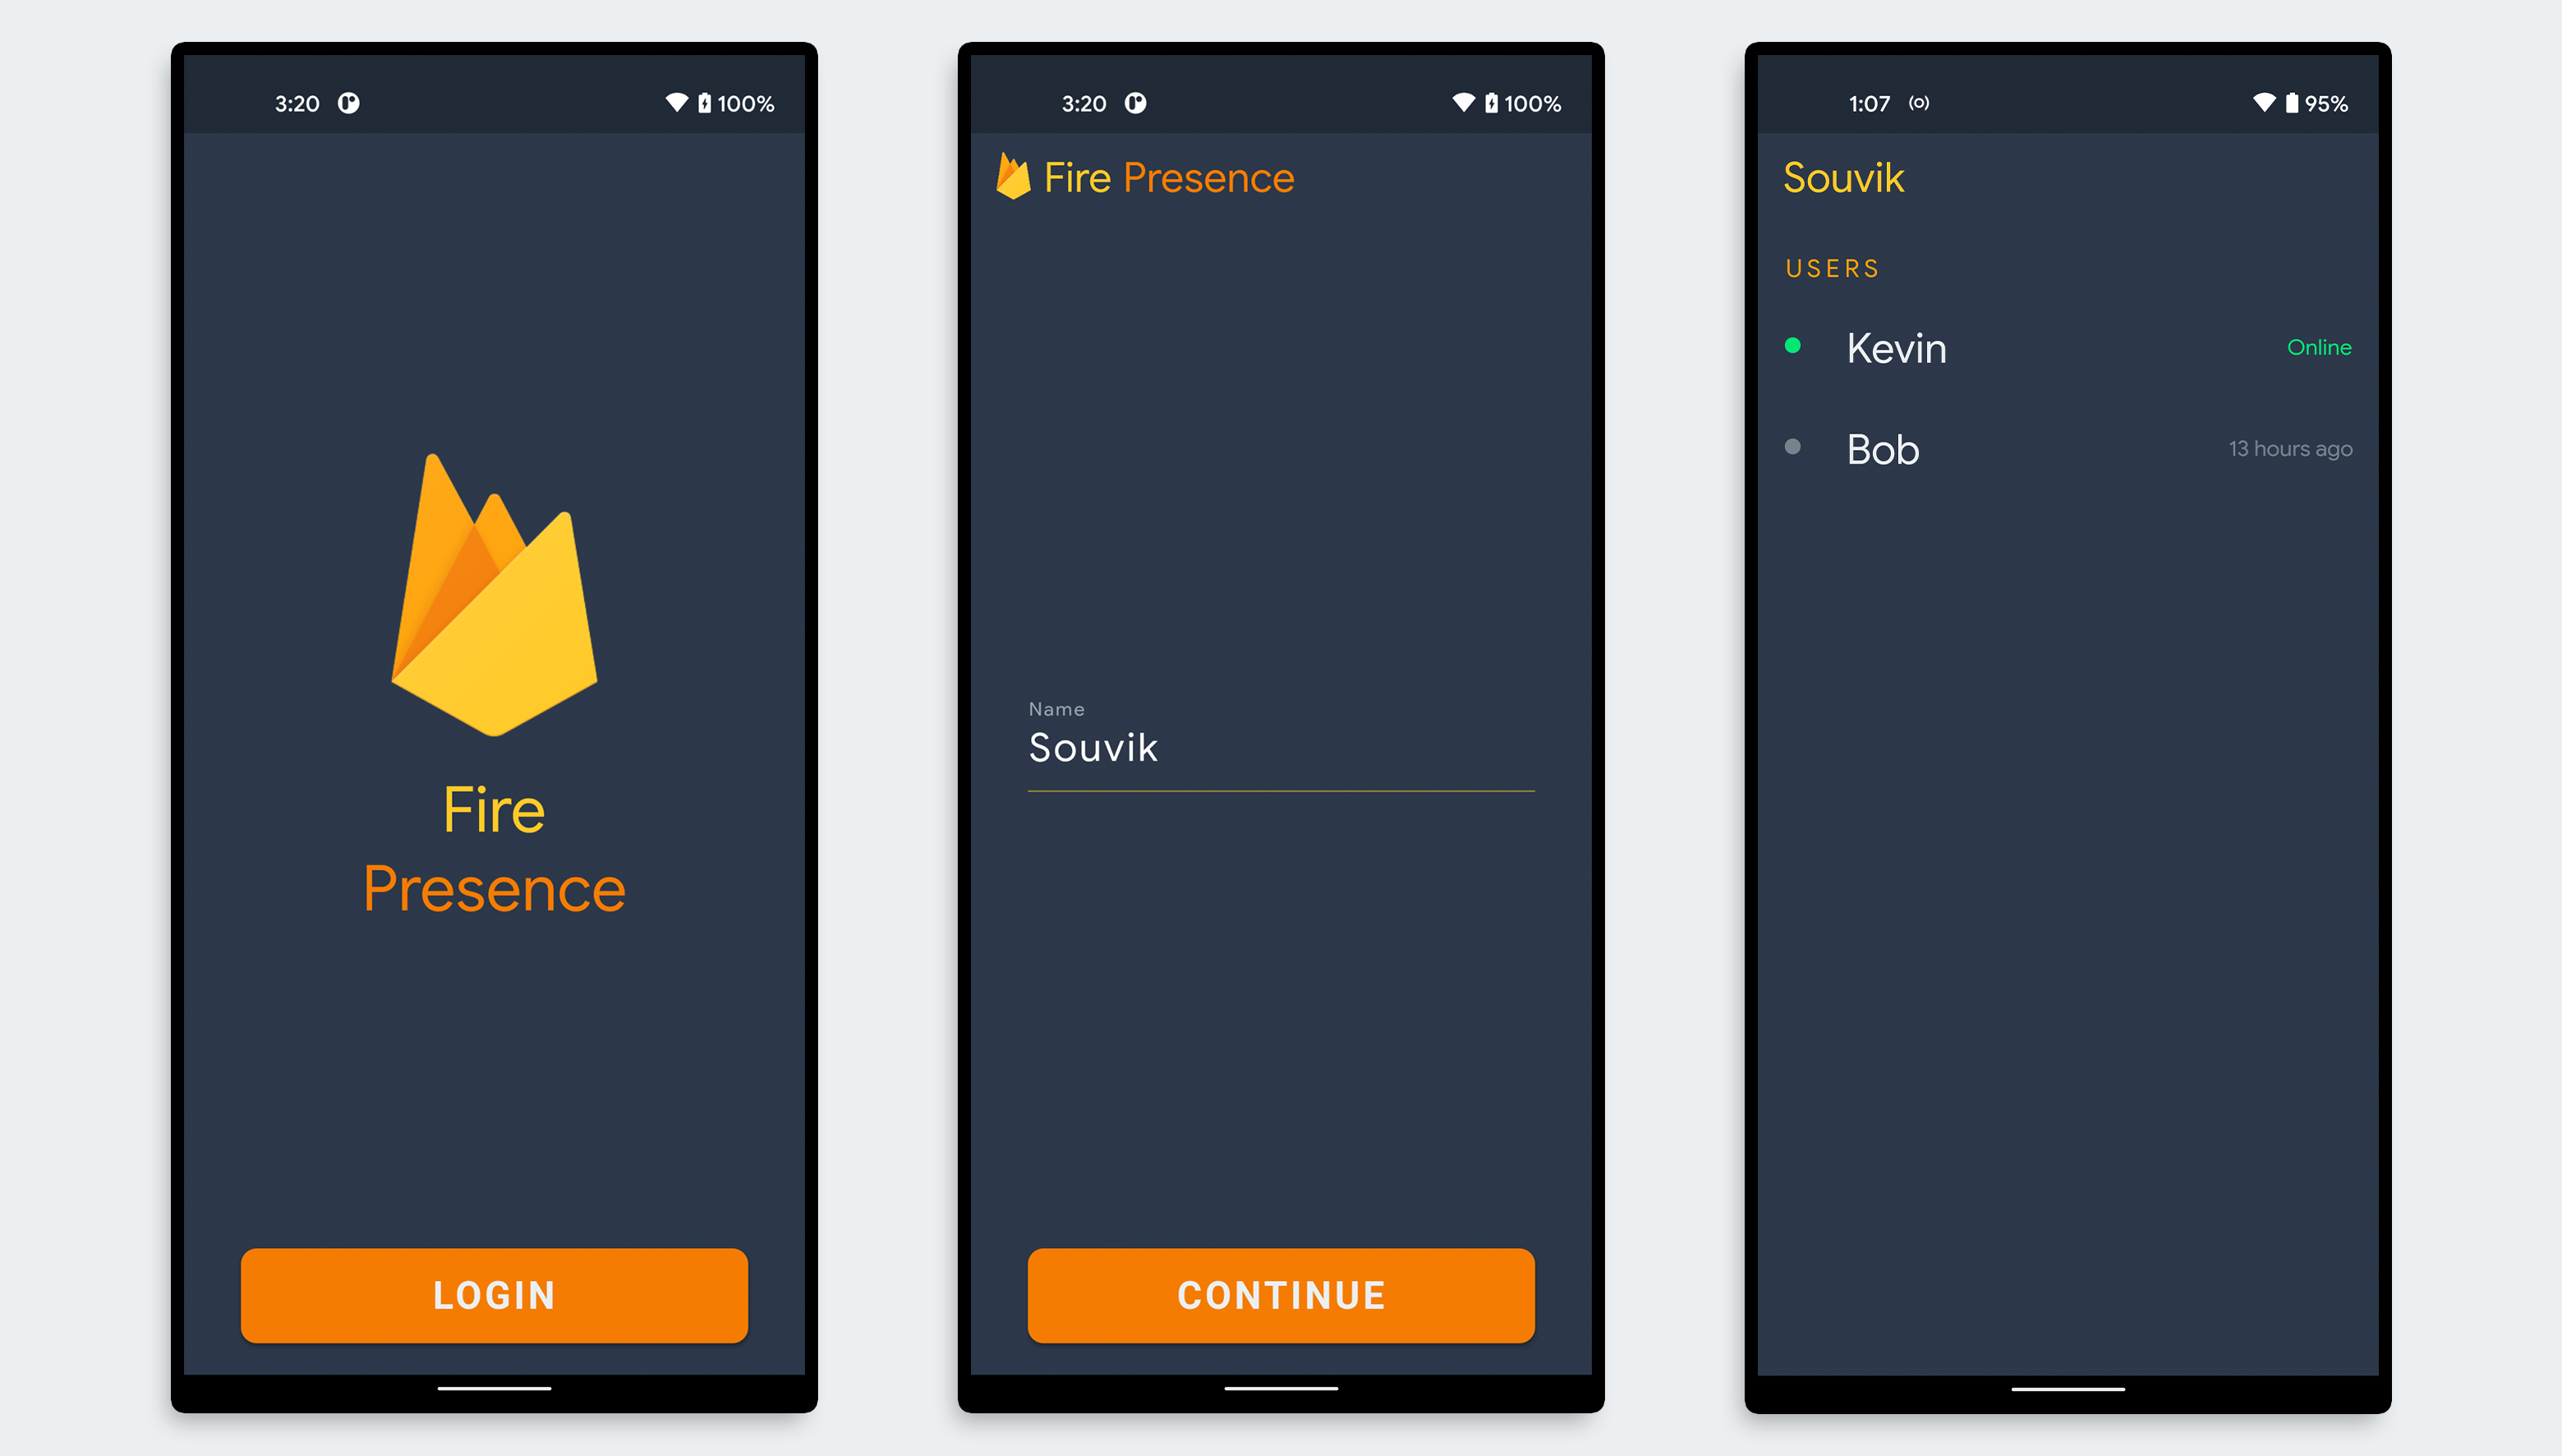 3:20 100%
Fire
Presence
LOGIN
3:20 100%
Fire Presence
Name
Souvik
CONTINUE
1:07 95%
Souvik
USERS
Kevin Online
Bob 13 hours ago